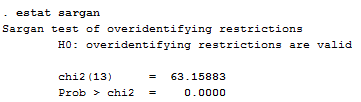 . estat sargan
Sargan test of overidentifying restrictions
H0: overidentifying restrictions are valid
chi2(13) = 63.15883
Prob > chi2 = 0.0000